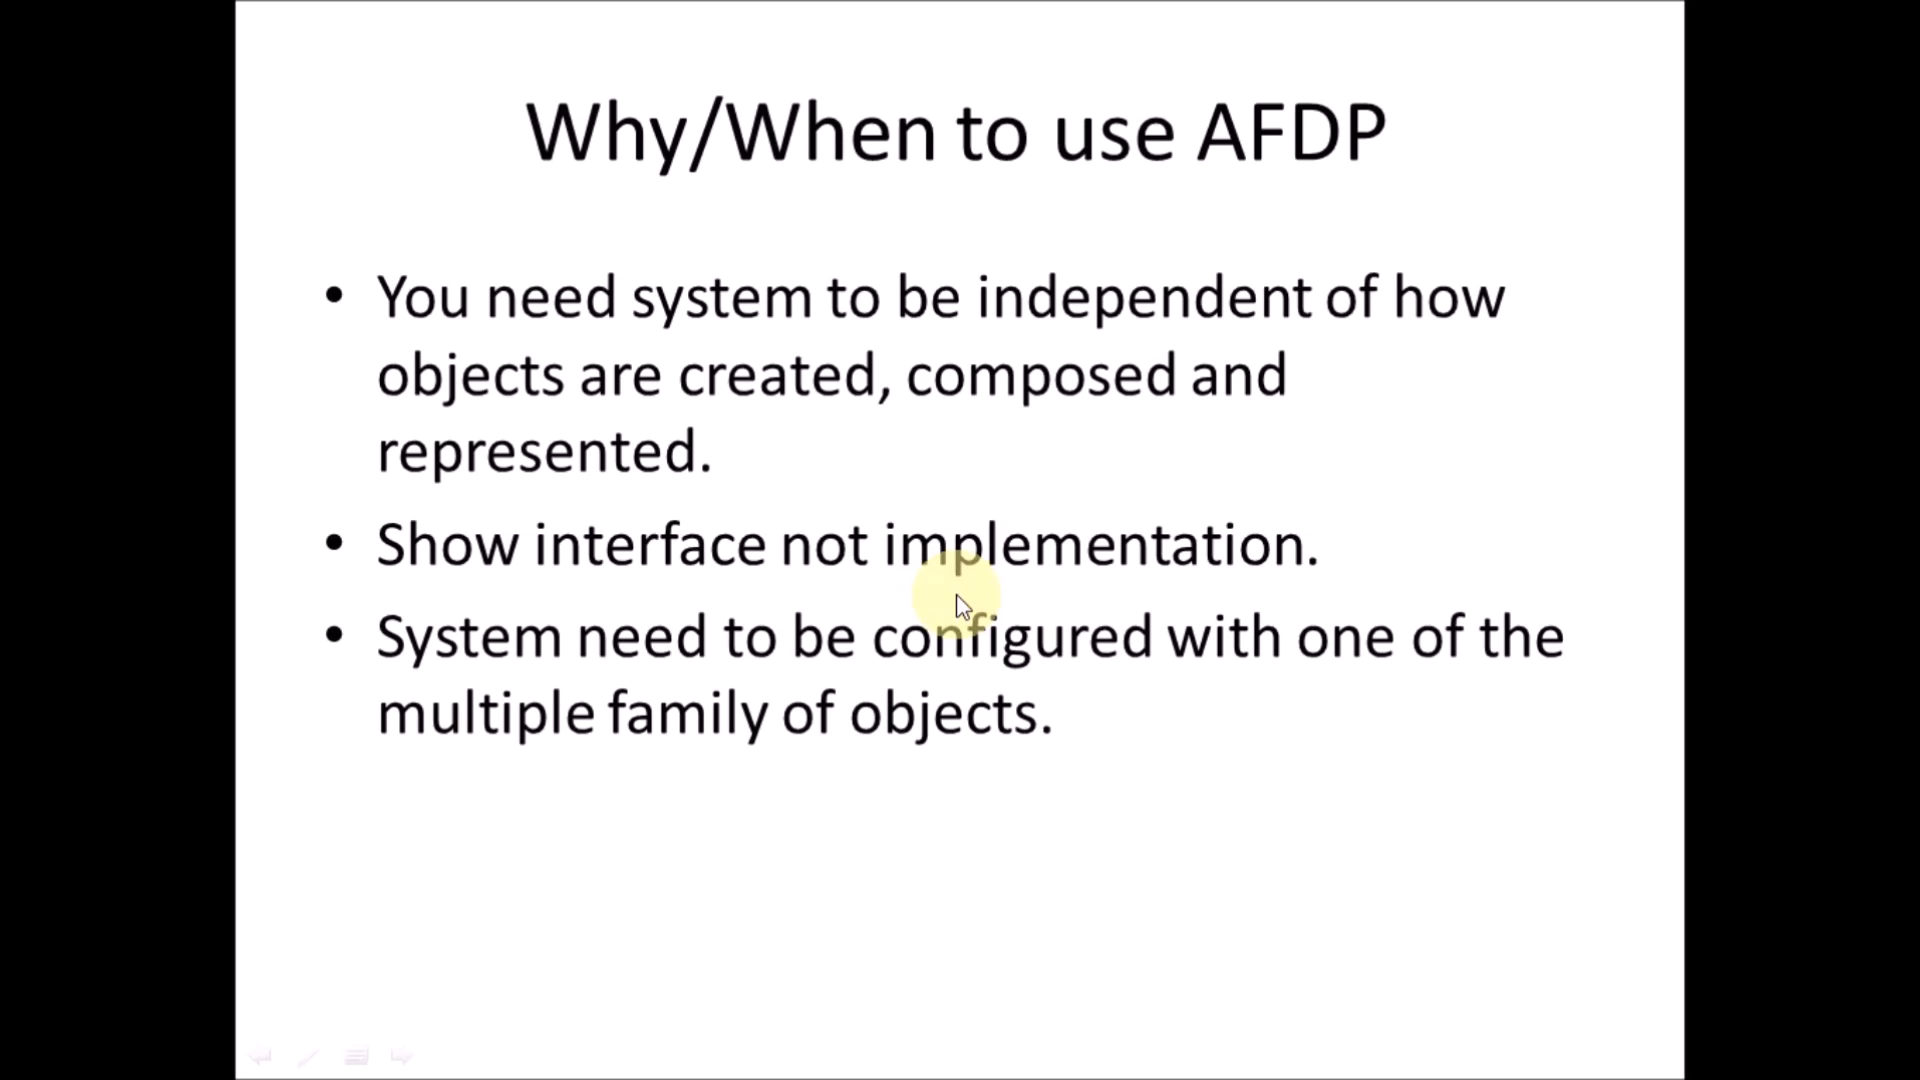 Why/When to use AFDP
• You need system to be independent of how
objects are created, composed and
represented.
• Show interface not implementation.
• System need to be configured with one of the
multiple family of objects.